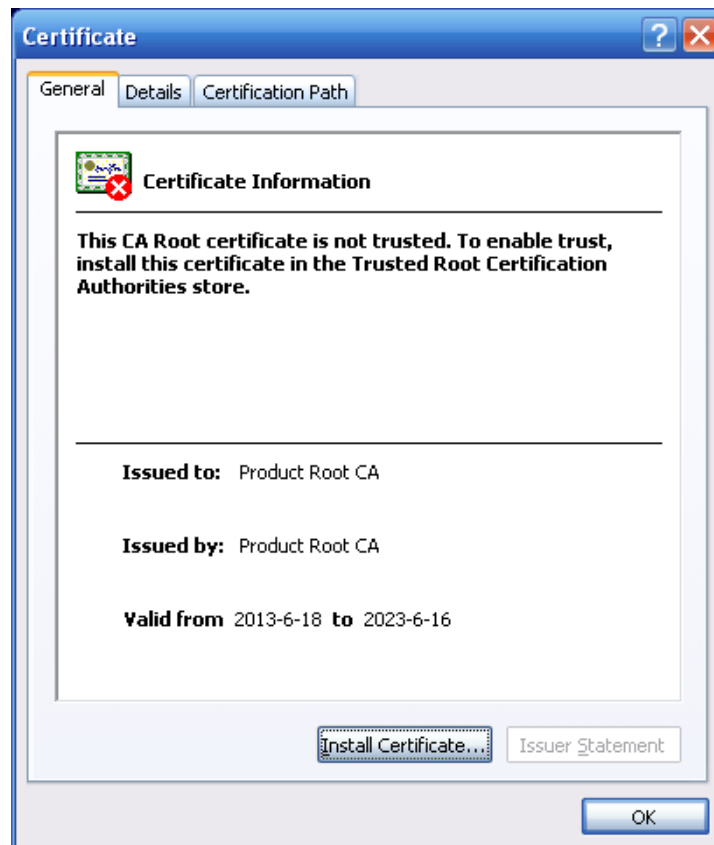 Certificate
General Details Certification Path
Certificate Information
This CA Root certificate is not trusted. To enable trust,
install this certificate in the Trusted Root Certification
Authorities store.
Issued to: Product Root CA
Issued by: Product Root CA
Valid from 2013-6-18 to 2023-6-16
Install Certificate... Issuer Statement
OK